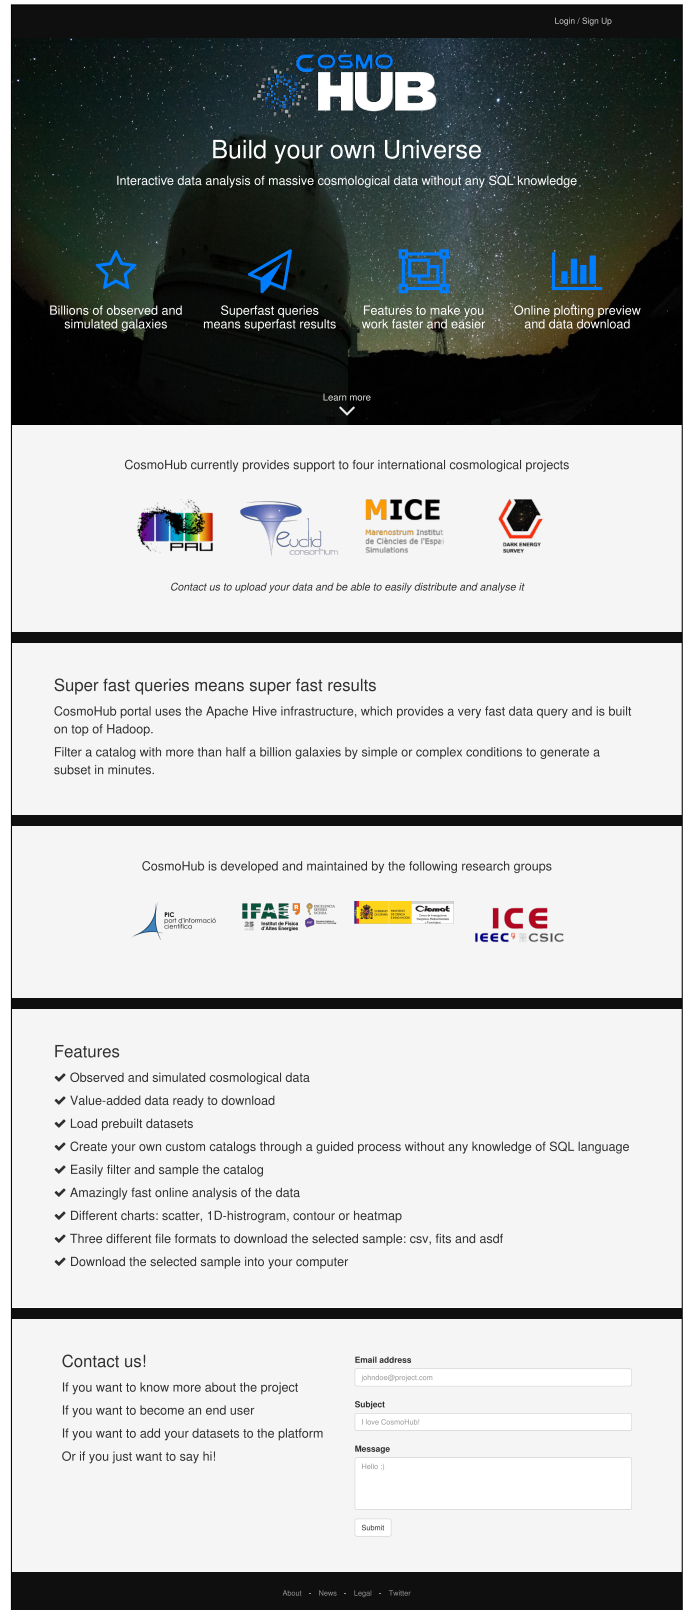 Login / Sign Up
COSMO
HUB
Build your own Universe
Interactive data analysis of massive cosmological data without any SQL knowledge
Billions of observed and
simulated galaxies
Superfast queries
means superfast results
Features to make you
work faster and easier
Online plotting preview
and data download
Learn more
CosmoHub currently provides support to four international cosmological projects
PAU
euclid
consortium
MICE
Marenostrum Institut
de Ciències de l'Espai
Simulations
DARK ENERGY
SURVEY
Contact us to upload your data and be able to easily distribute and analyse it
Super fast queries means super fast results
CosmoHub portal uses the Apache Hive infrastructure, which provides a very fast data query and is built
on top of Hadoop.
Filter a catalog with more than half a billion galaxies by simple or complex conditions to generate a
subset in minutes.
CosmoHub is developed and maintained by the following research groups
PIC
port d'informació
científica
IFAE
25
Institut de Física
d'Altes Energies
EXCELENCIA
SEVERO
OCHOA
Ciemat
ICE
IEEC CSIC
Features
Observed and simulated cosmological data
Value-added data ready to download
Load prebuilt datasets
Create your own custom catalogs through a guided process without any knowledge of SQL language
Easily filter and sample the catalog
Amazingly fast online analysis of the data
Different charts: scatter, 1D-histrogram, contour or heatmap
Three different file formats to download the selected sample: csv, fits and asdf
Download the selected sample into your computer
Contact us!
If you want to know more about the project
If you want to become an end user
If you want to add your datasets to the platform
Or if you just want to say hi!
Email address
johndoe@project.com
Subject
I love CosmoHub!
Message
Hello :)
Submit
About - News - Legal - Twitter